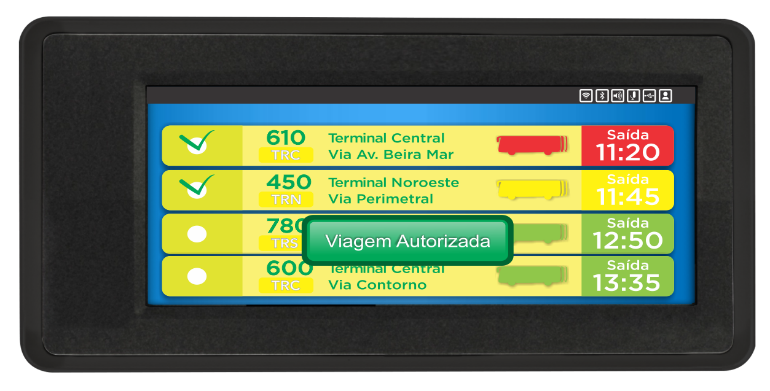 610 Terminal Central Saída
TRC Via Av. Beira Mar 11:20
450 Terminal Noroeste Saída
TRN Via Perimetral 11:45
780 Saída
TRS Viagem Autorizada 12:50
600 Terminal Central Saída
TRC Via Contorno 13:35